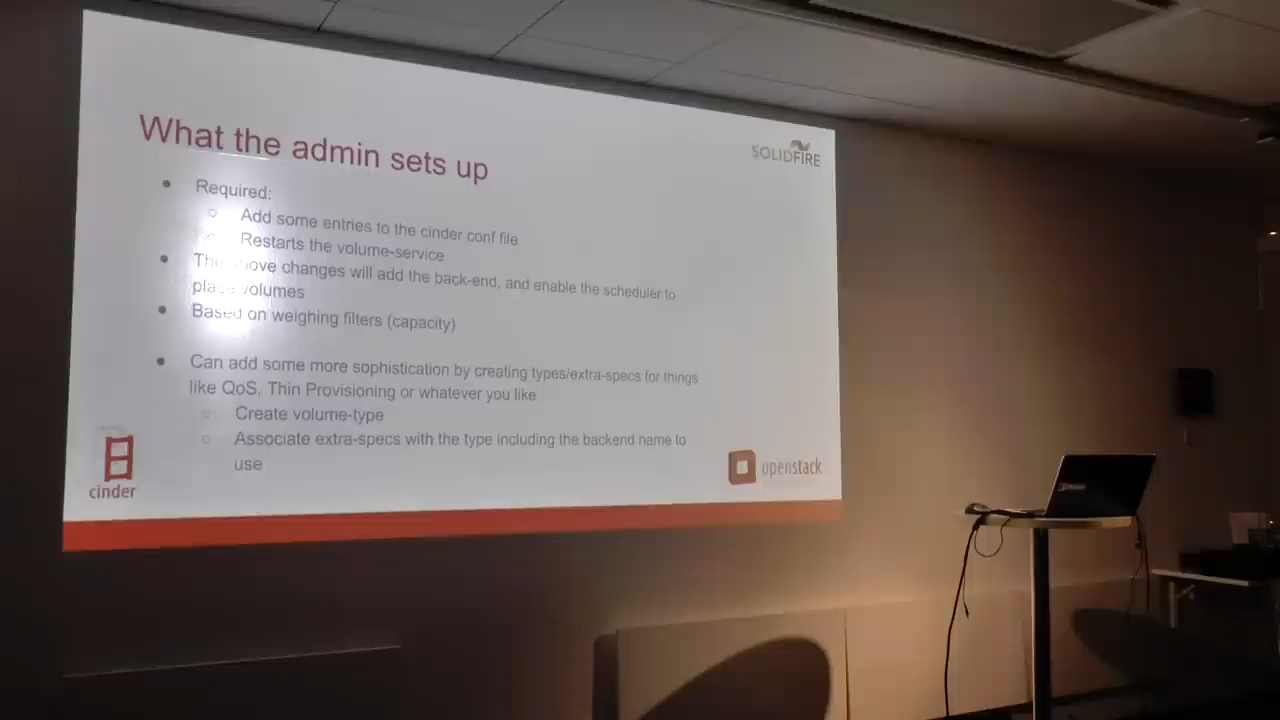 What the admin sets up
SOLIDFIRE
Required:
Add some entries to the cinder conf file
Restarts the volume-service
The above changes will add the back-end, and enable the scheduler to
place volumes
Based on weighing filters (capacity)
Can add some more sophistication by creating types/extra-specs for things
like QoS, Thin Provisioning or whatever you like
Create volume-type
Associate extra-specs with the type including the backend name to
use
cinder
openstack